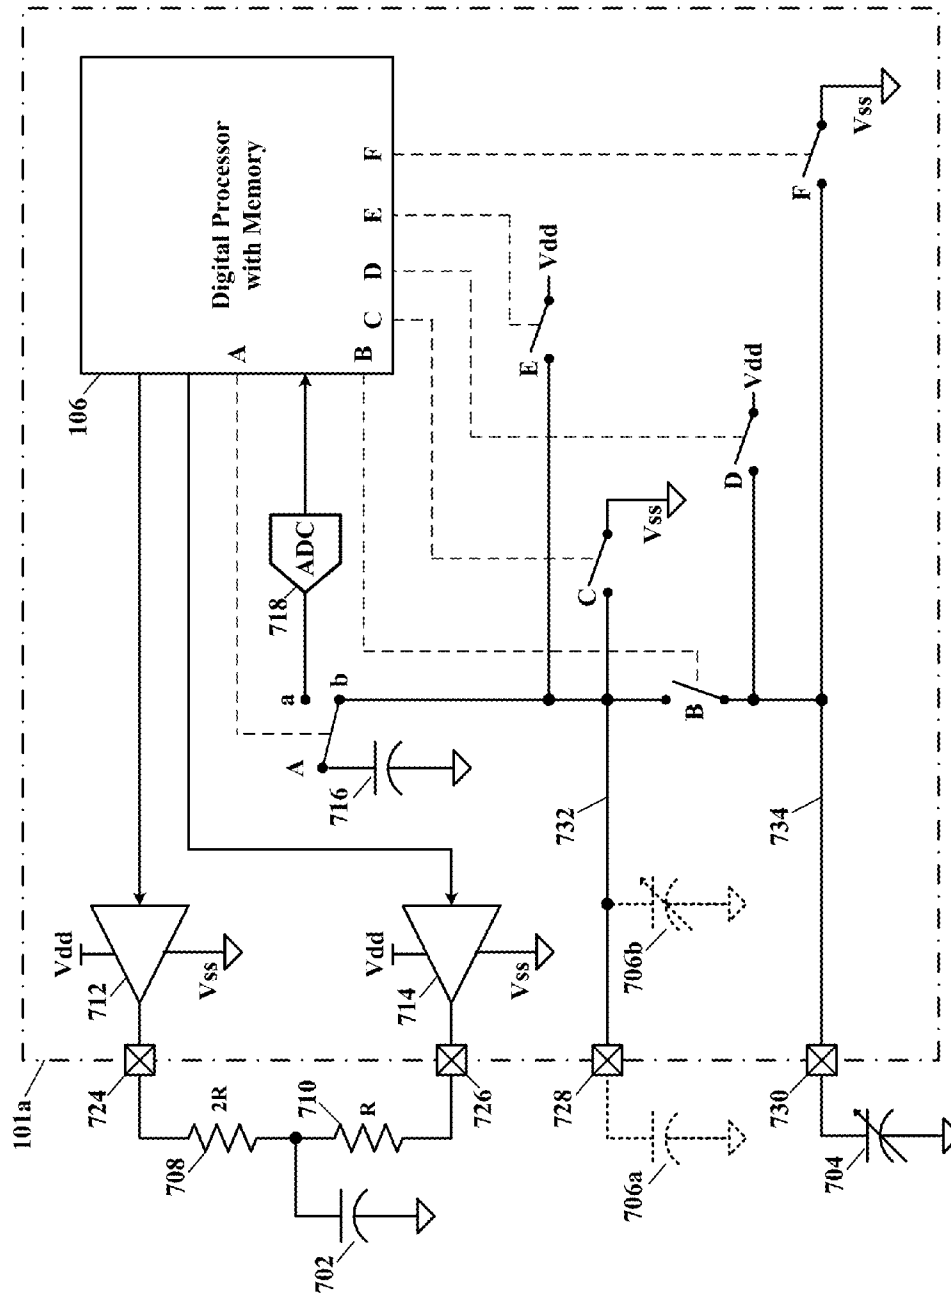 101a
724
2R
708
710
R
702
726
728
706a
730
704
Vdd
712
Vss
Vdd
714
Vss
706b
732
734
A
716
a
b
718
ADC
B
C
Vss
D
Vdd
E
Vdd
F
Vss
106
Digital Processor
with Memory
A
B
C
D
E
F